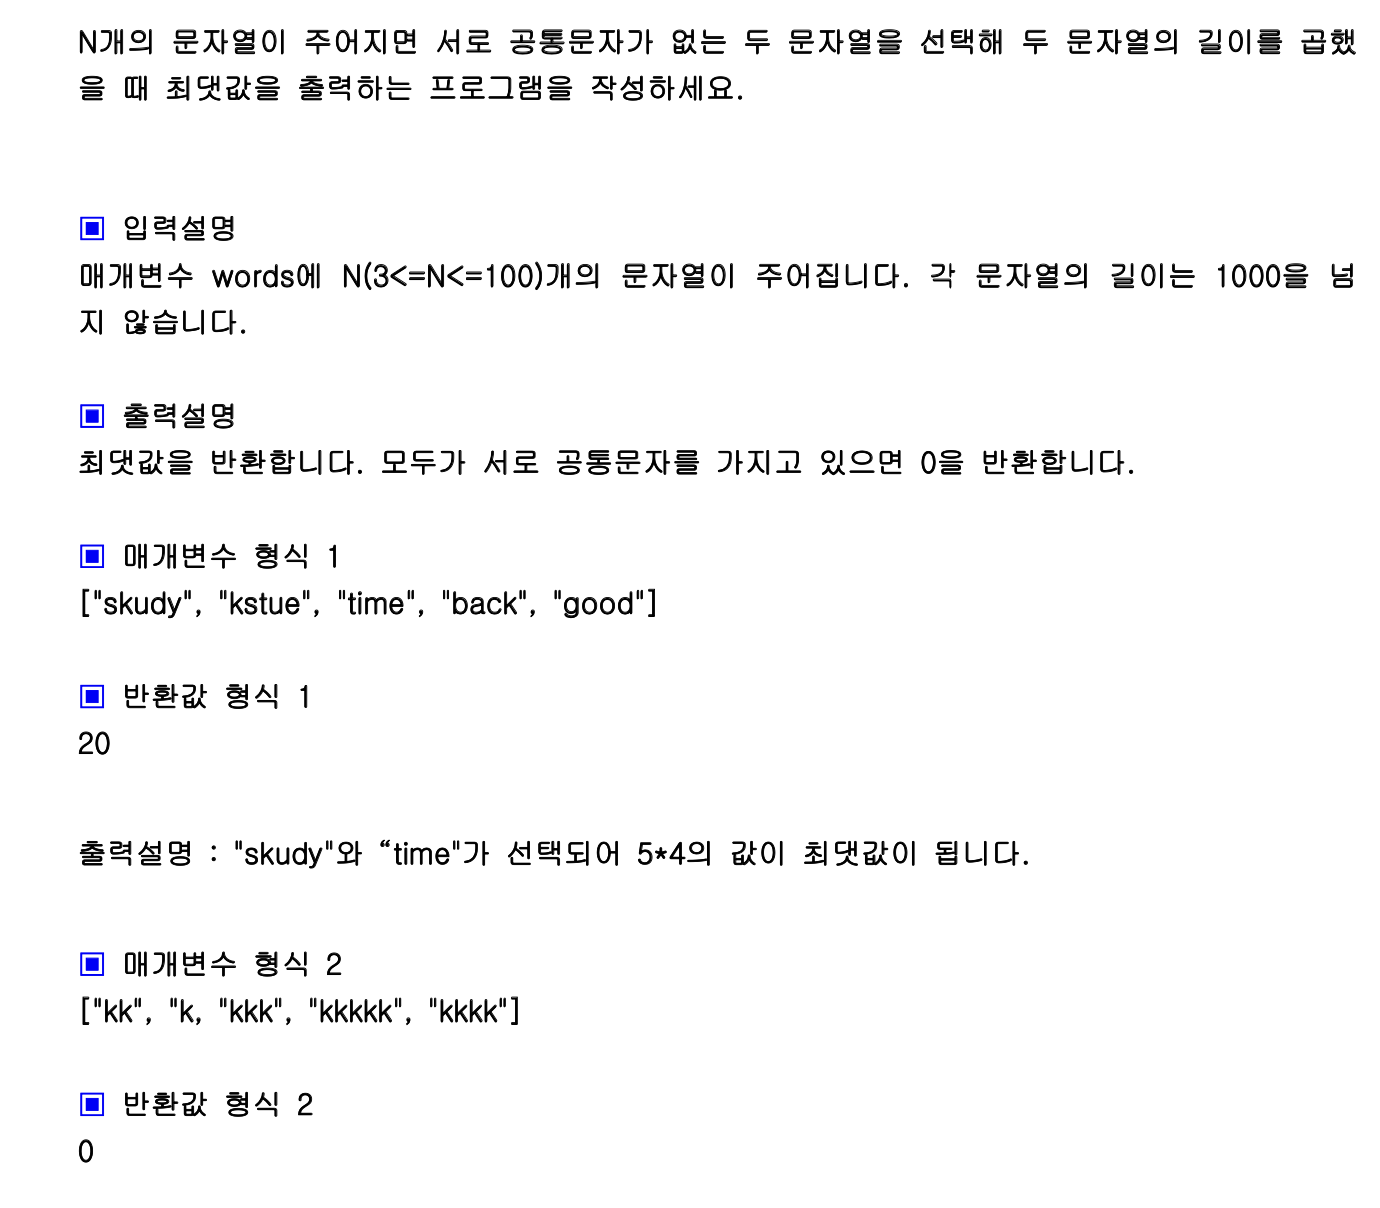 N개의 문자열이 주어지면 서로 공통문자가 없는 두 문자열을 선택해 두 문자열의 길이를 곱했
을 때 최댓값을 출력하는 프로그램을 작성하세요.
▣ 입력설명
매개변수 words에 N(3<=N<=100)개의 문자열이 주어집니다. 각 문자열의 길이는 1000을 넘
지 않습니다.
▣ 출력설명
최댓값을 반환합니다. 모두가 서로 공통문자를 가지고 있으면 0을 반환합니다.
▣ 매개변수 형식 1
["skudy", "kstue", "time", "back", "good"]
▣ 반환값 형식 1
20
출력설명 : "skudy"와 “time"가 선택되어 5*4의 값이 최댓값이 됩니다.
▣ 매개변수 형식 2
["kk", "k, "kkk", "kkkkk", "kkkk"]
▣ 반환값 형식 2
0